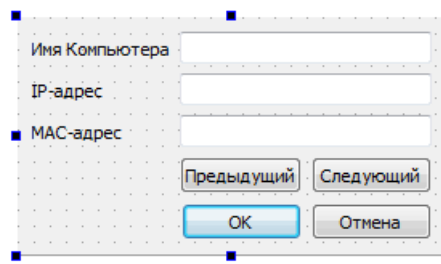 Имя Компьютера
IP-адрес
MAC-адрес
Предыдущий Следующий
OK Отмена